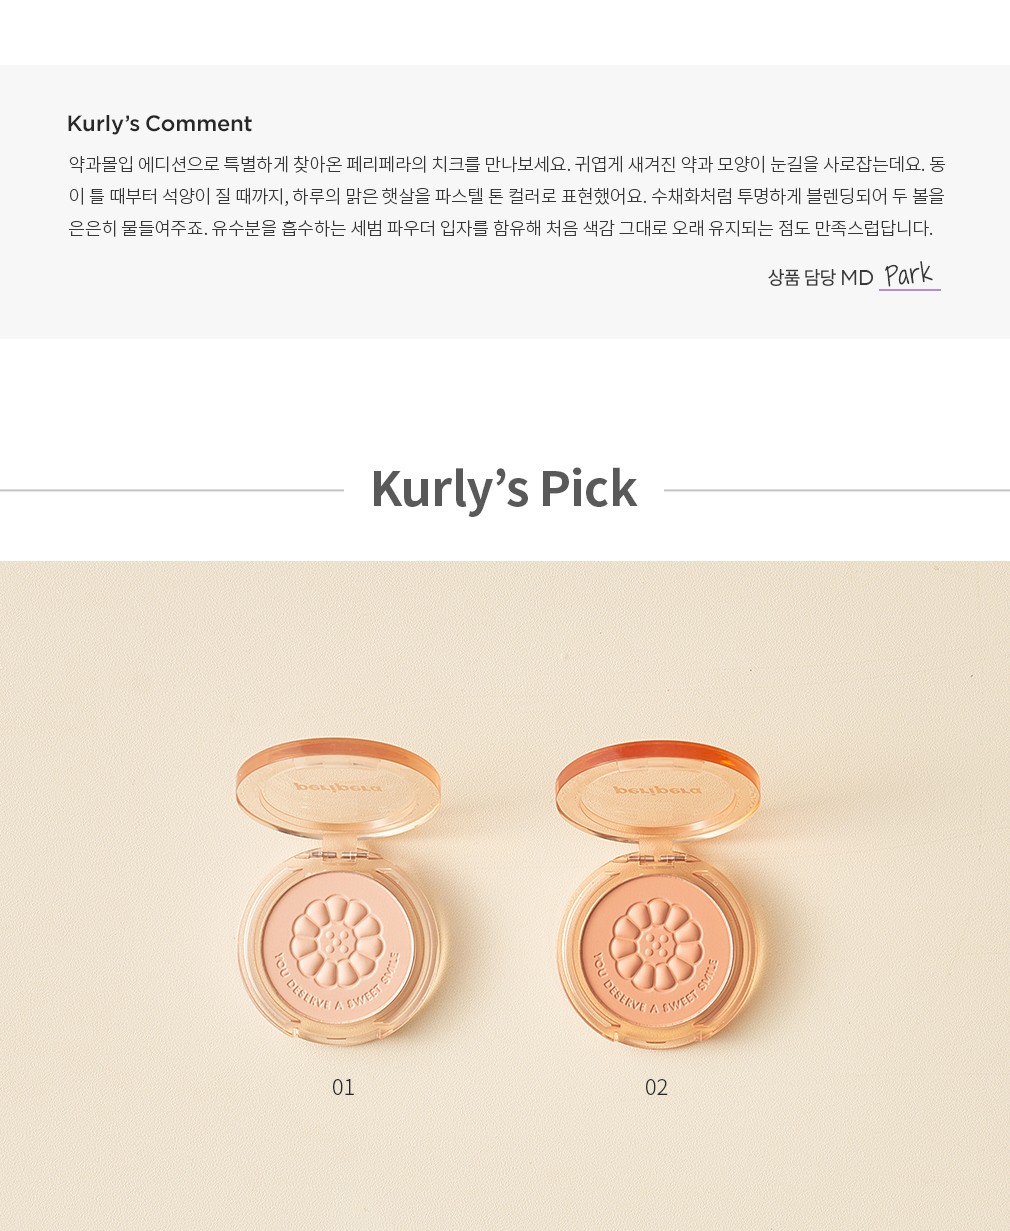 Kurly's Comment
약과몰입 에디션으로 특별하게 찾아온 페리페라의 치크를 만나보세요. 귀엽게 새겨진 약과 모양이 눈길을 사로잡는데요. 동
이 틀 때부터 석양이 질 때까지, 하루의 맑은 햇살을 파스텔 톤 컬러로 표현했어요. 수채화처럼 투명하게 블렌딩되어 두 볼을
은은히 물들여주죠. 유수분을 흡수하는 세범 파우더 입자를 함유해 처음 색감 그대로 오래 유지되는 점도 만족스럽답니다.
상품 담당 MD Park
Kurly's Pick
peripera
peripera
YOU DESERVE A SWEET SMILE
YOU DESERVE A SWEET SMILE
01
02